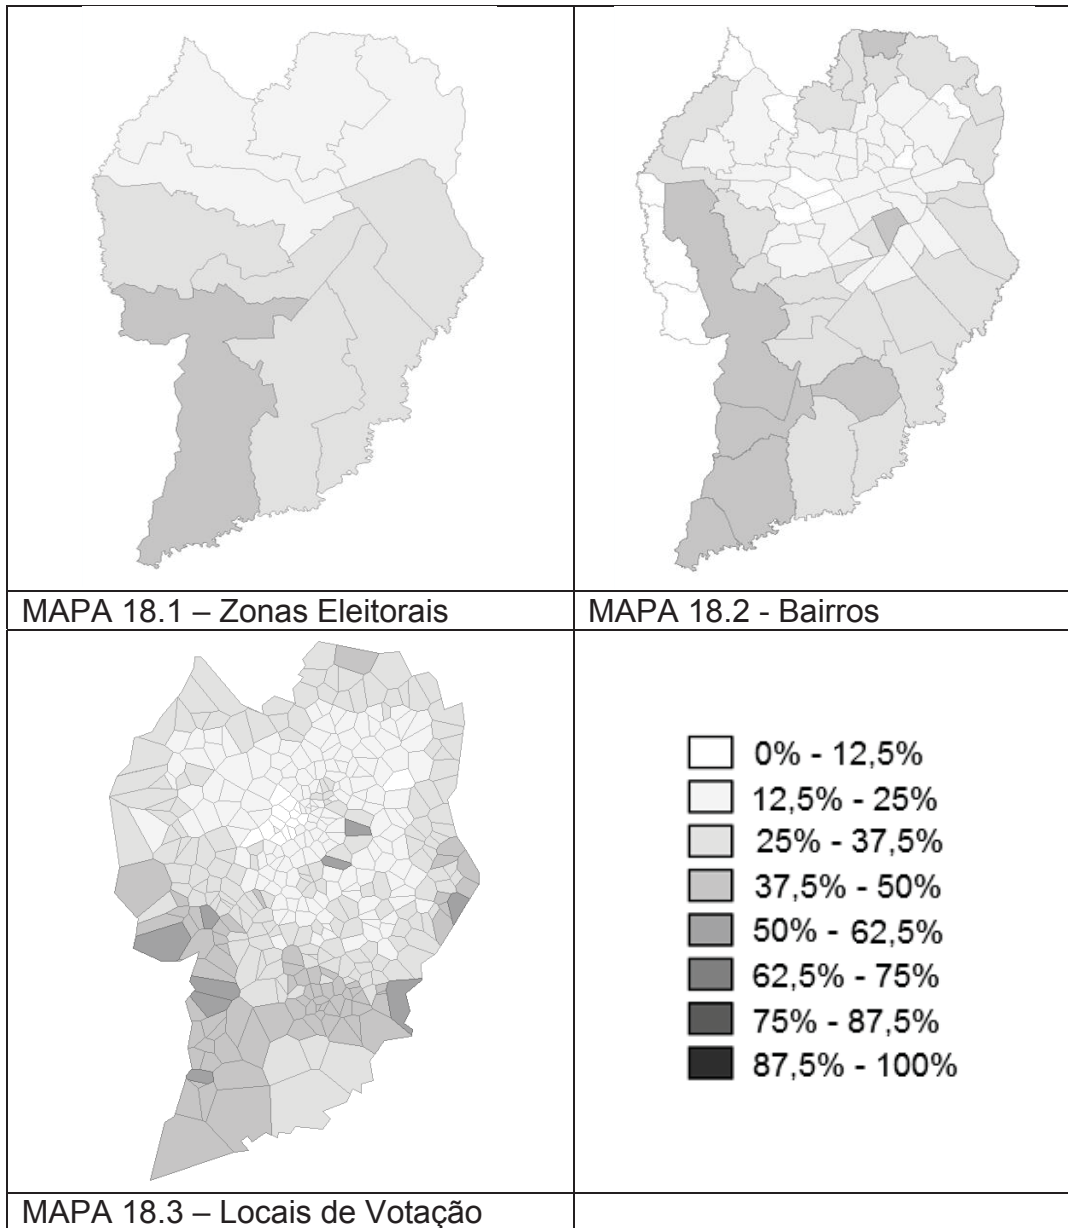 MAPA 18.1 – Zonas Eleitorais
MAPA 18.2 - Bairros
0% - 12,5%
12,5% - 25%
25% - 37,5%
37,5% - 50%
50% - 62,5%
62,5% - 75%
75% - 87,5%
87,5% - 100%
MAPA 18.3 – Locais de Votação